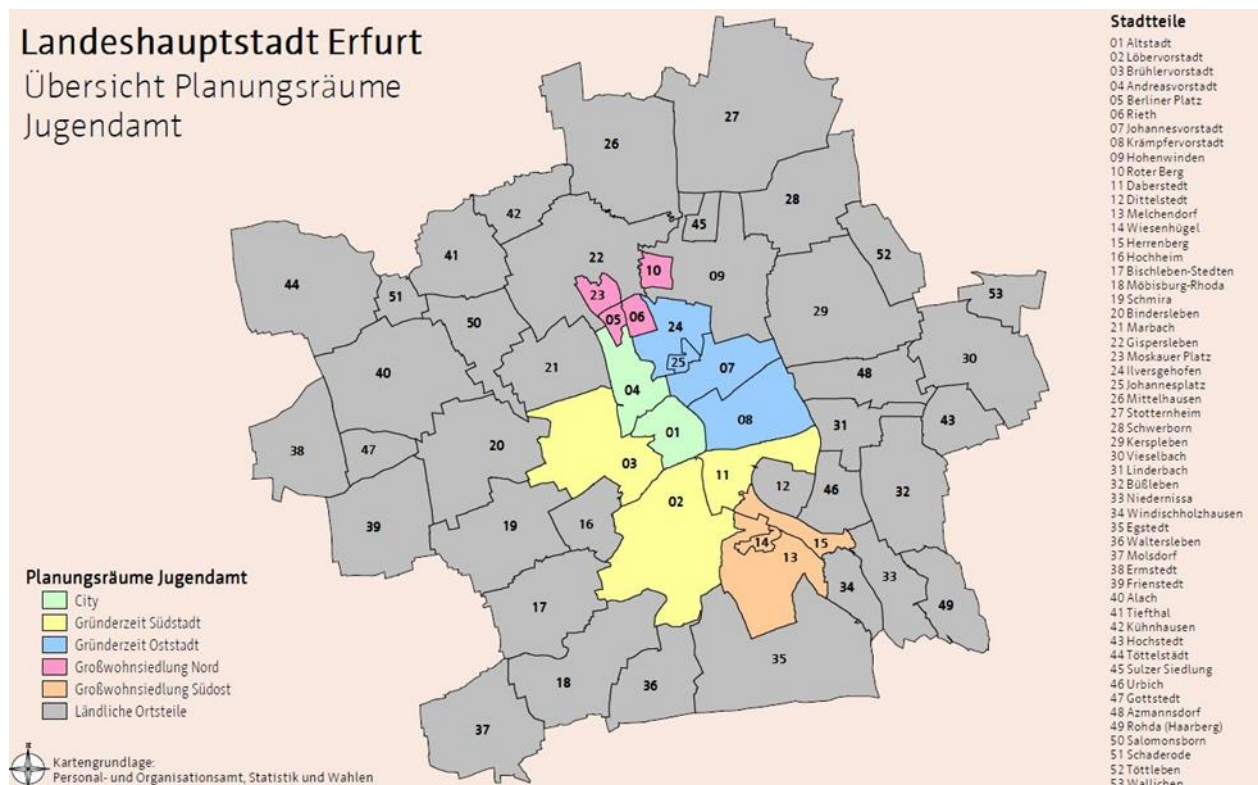 Landeshauptstadt Erfurt
Übersicht Planungsräume
Jugendamt
27
26
28
42
45
41
52
22
44
10
09
53
51
23
50
05
06
24
29
30
25
21
07
40
48
04
08
43
01
31
38
47
20
03
11
12
46
32
02
39
19
16
14
15
13
34
33
49
17
35
18
36
37
Planungsräume Jugendamt
City
Gründerzeit Südstadt
Gründerzeit Oststadt
Großwohnsiedlung Nord
Großwohnsiedlung Südost
Ländliche Ortsteile
N
Kartengrundlage:
Personal- und Organisationsamt, Statistik und Wahlen
Stadtteile
01 Altstadt
02 Löbervorstadt
03 Brühlervorstadt
04 Andreasvorstadt
05 Berliner Platz
06 Rieth
07 Johannesvorstadt
08 Krämpfervorstadt
09 Hohenwinden
10 Roter Berg
11 Daberstedt
12 Dittelstedt
13 Melchendorf
14 Wiesenhügel
15 Herrenberg
16 Hochheim
17 Bischleben-Stedten
18 Möbisburg-Rhoda
19 Schmira
20 Bindersleben
21 Marbach
22 Gispersleben
23 Moskauer Platz
24 Ilversgehofen
25 Johannesplatz
26 Mittelhausen
27 Stotternheim
28 Schwerborn
29 Kerspleben
30 Vieselbach
31 Linderbach
32 Büßleben
33 Niedernissa
34 Windischholzhausen
35 Egstedt
36 Waltersleben
37 Molsdorf
38 Ermstedt
39 Frienstedt
40 Alach
41 Tiefthal
42 Kühnhausen
43 Hochstedt
44 Töttelstädt
45 Sulzer Siedlung
46 Urbich
47 Gottstedt
48 Azmannsdorf
49 Rohda (Haarberg)
50 Salomonsborn
51 Schaderode
52 Töttleben
53 Wallichen